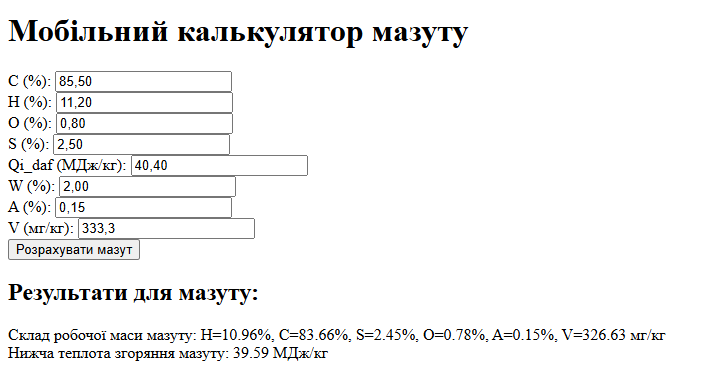 Мобільний калькулятор мазуту
C (%): 85,50
H (%): 11,20
O (%): 0,80
S (%): 2,50
Qi_daf (МДж/кг): 40,40
W (%): 2,00
A (%): 0,15
V (мг/кг): 333,3
Розрахувати мазут
Результати для мазуту:
Склад робочої маси мазуту: H=10.96%, C=83.66%, S=2.45%, O=0.78%, A=0.15%, V=326.63 мг/кг
Нижча теплота згоряння мазуту: 39.59 МДж/кг